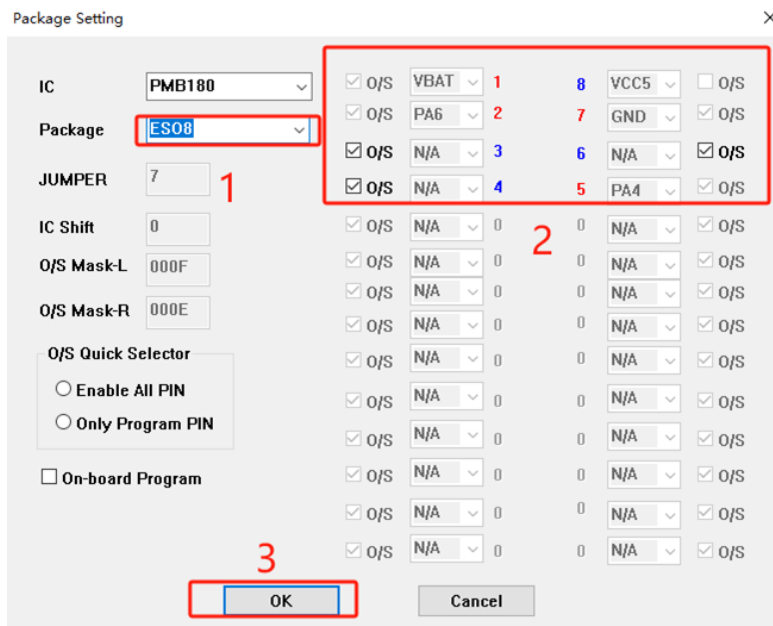 Package Setting
IC PMB180
Package ESO8
JUMPER 7
IC Shift 0
O/S Mask-L 000F
O/S Mask-R 000E
O/S Quick Selector
Enable All PIN
Only Program PIN
On-board Program
1
O/S VBAT 1 8 VCC5 O/S
O/S PA6 2 7 GND O/S
O/S N/A 3 6 N/A O/S
O/S N/A 4 5 PA4 O/S
O/S N/A 0 0 N/A O/S
2
O/S N/A 0 0 N/A O/S
O/S N/A 0 0 N/A O/S
O/S N/A 0 0 N/A O/S
O/S N/A 0 0 N/A O/S
O/S N/A 0 0 N/A O/S
O/S N/A 0 0 N/A O/S
O/S N/A 0 0 N/A O/S
O/S N/A 0 0 N/A O/S
O/S N/A 0 0 N/A O/S
3
OK Cancel